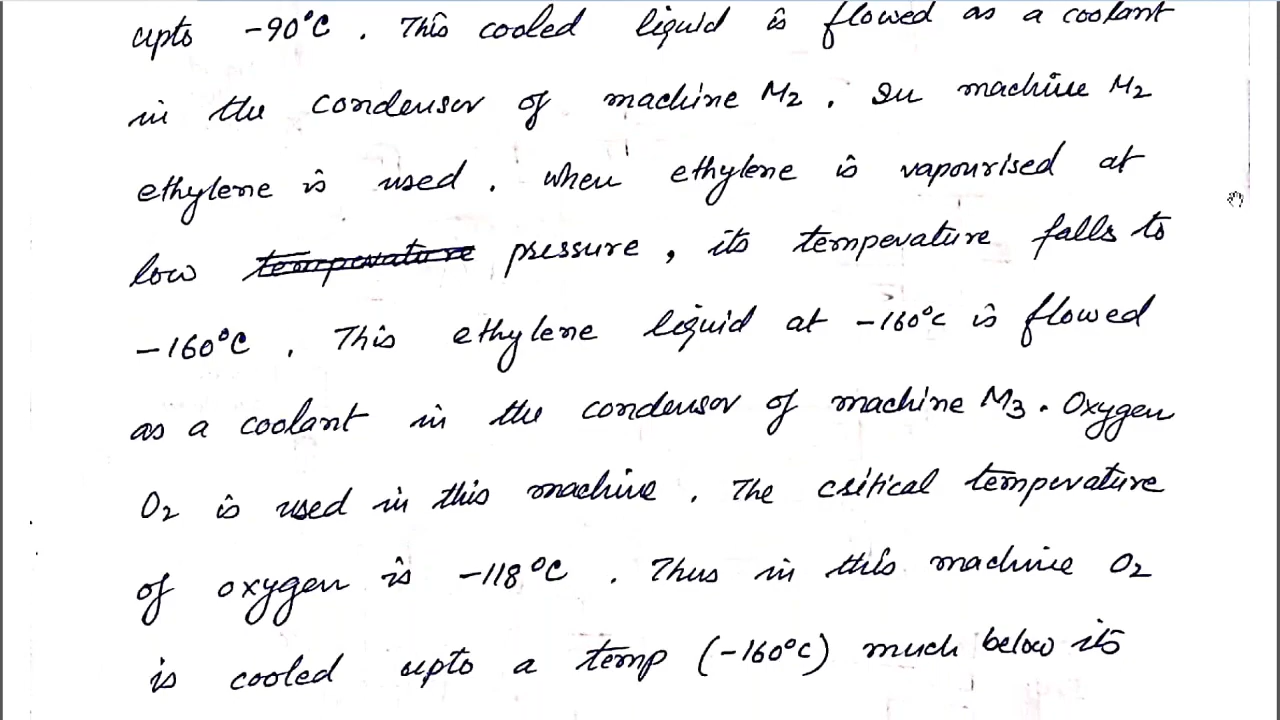 upto -90°C . This cooled liquid is flowed as a coolant
in the condensor of machine M2 . In machine M2
ethylene is used . when ethylene is vapourised at
low temperature pressure , its temperature falls to
-160°C . This ethylene liquid at -160°C is flowed
as a coolant in the condensor of machine M3 . Oxygen
O2 is used in this machine . The critical temperature
of oxygen is -118°C . Thus in this machine O2
is cooled upto a temp (-160°C) much below its